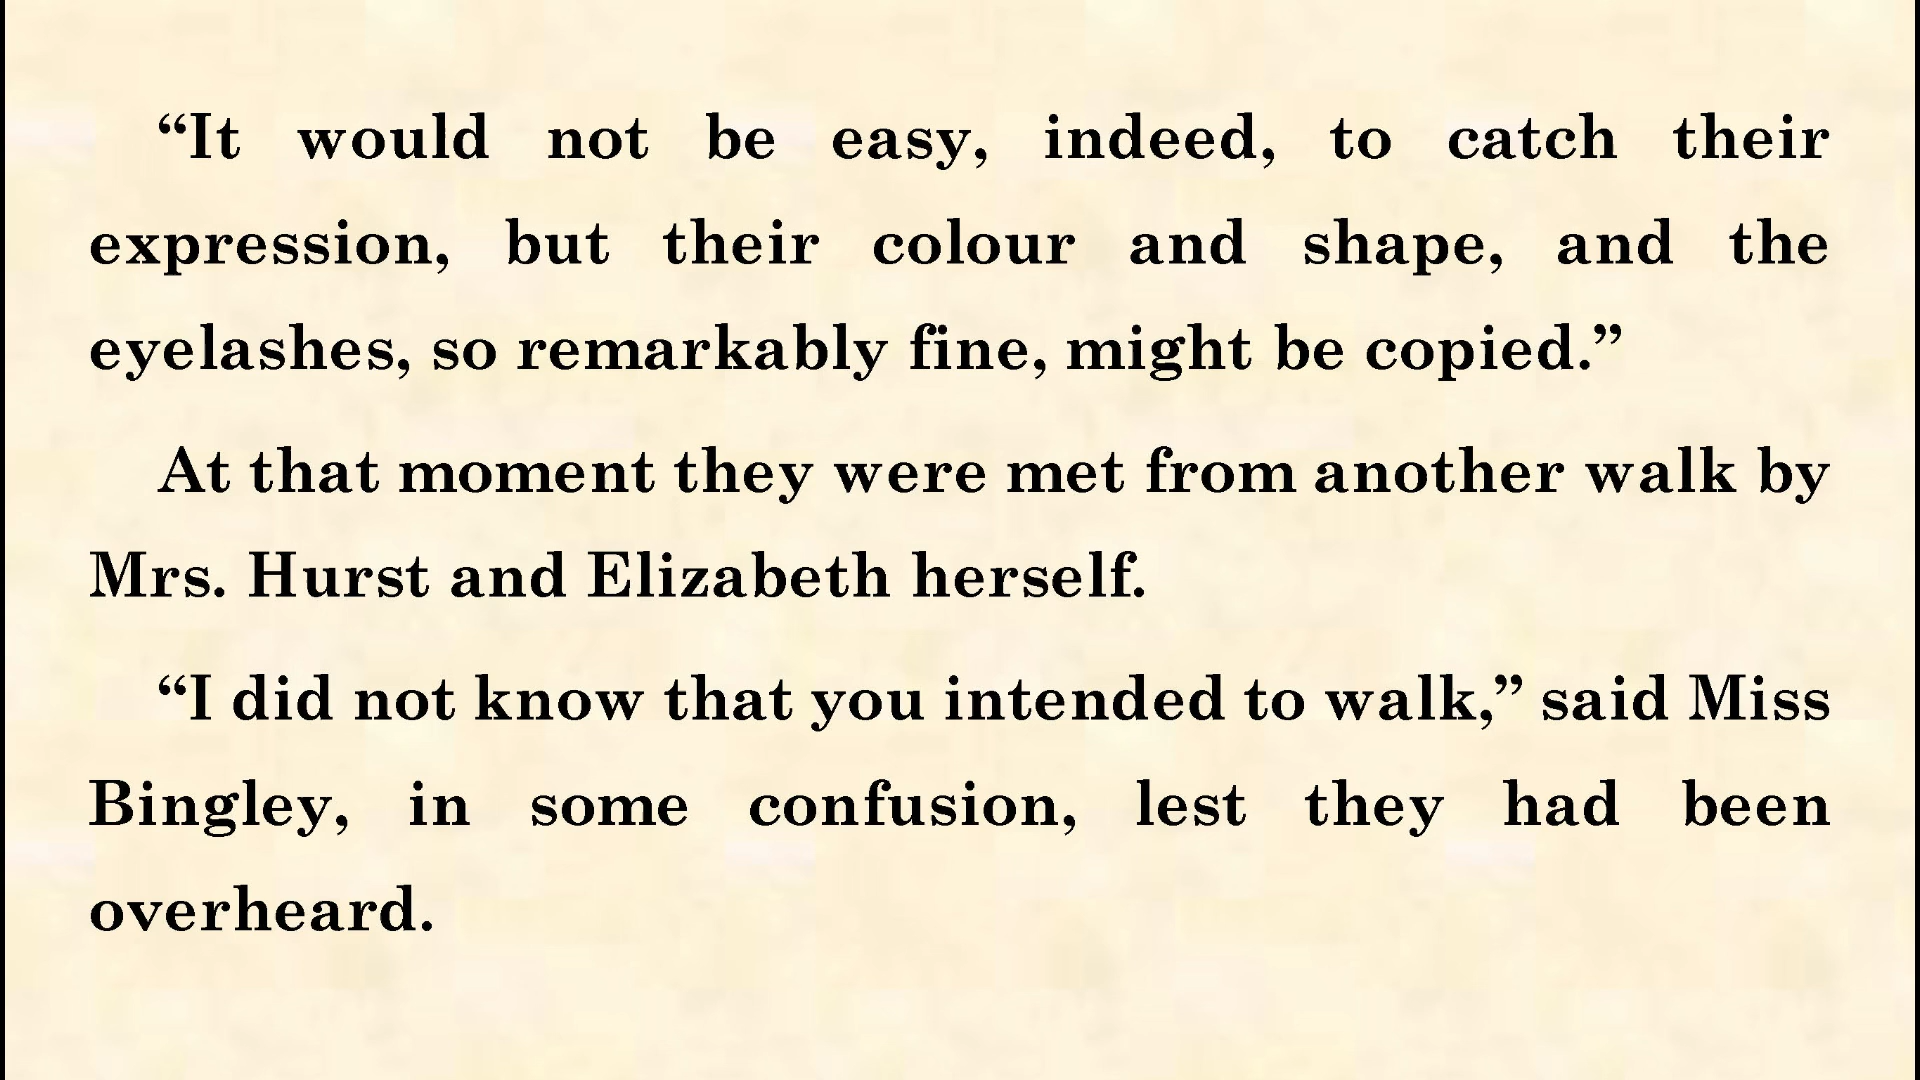 “It would not be easy, indeed, to catch their
expression, but their colour and shape, and the
eyelashes, so remarkably fine, might be copied.”
At that moment they were met from another walk by
Mrs. Hurst and Elizabeth herself.
“I did not know that you intended to walk,” said Miss
Bingley, in some confusion, lest they had been
overheard.